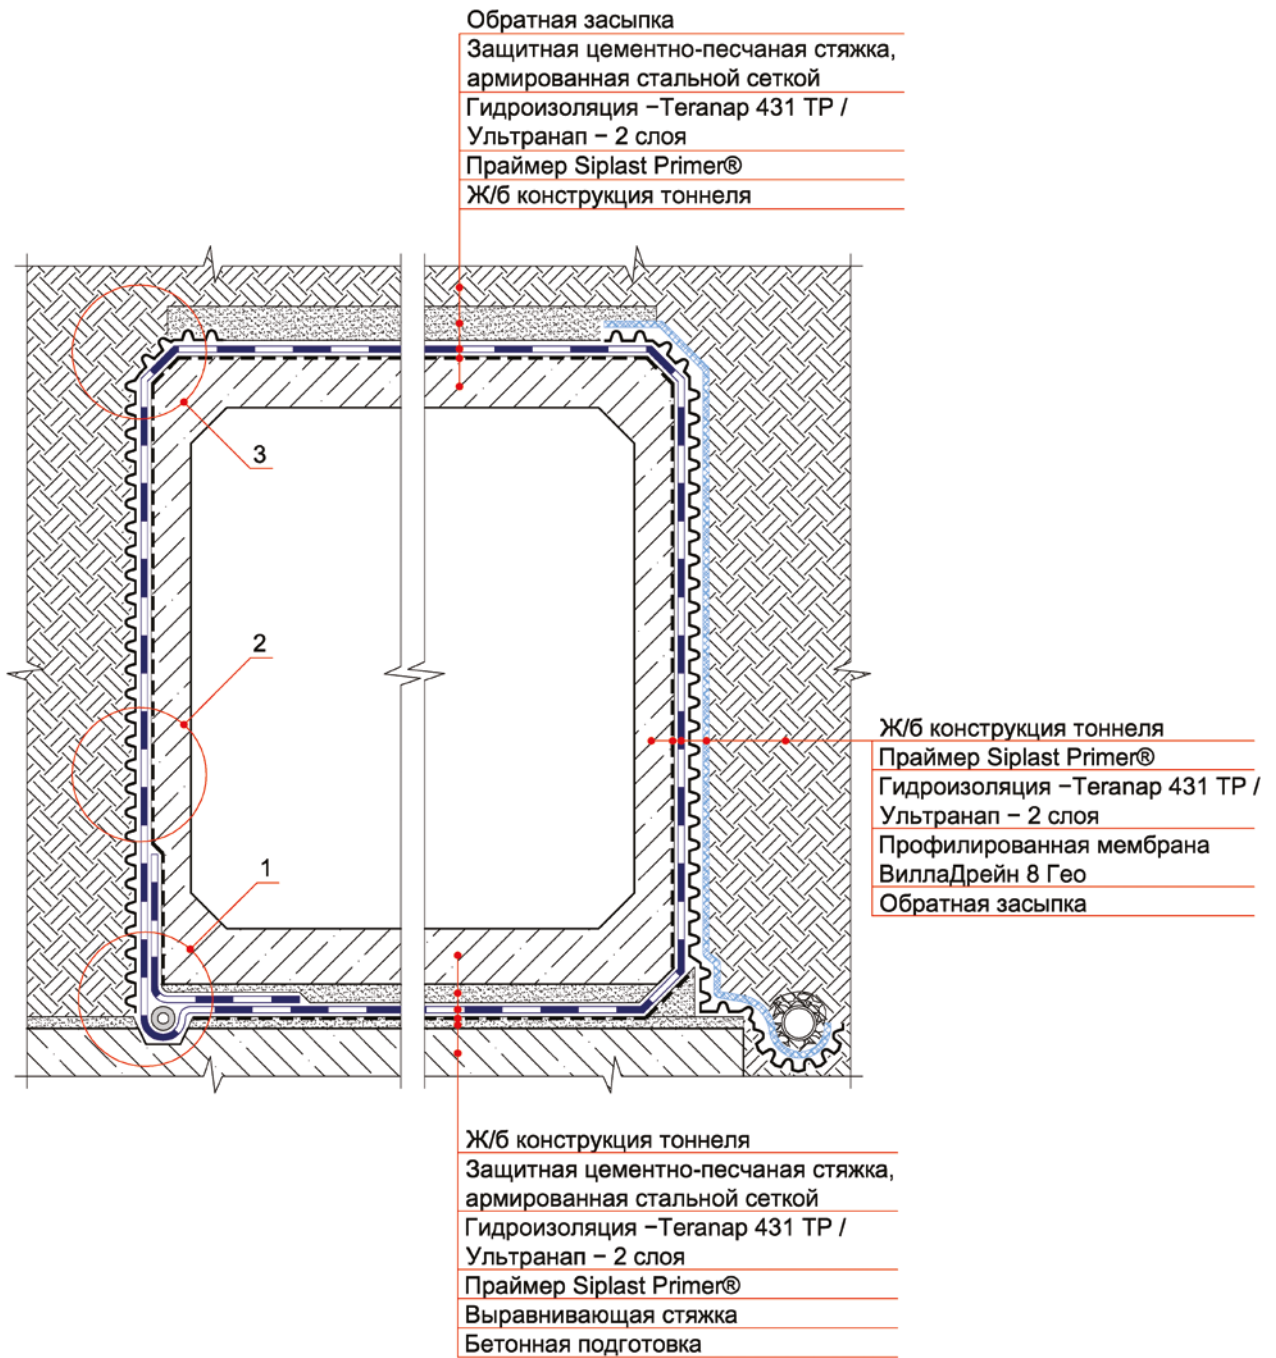 Обратная засыпка
Защитная цементно-песчаная стяжка,
армированная стальной сеткой
Гидроизоляция –Teranap 431 TP /
Ультранап – 2 слоя
Праймер Siplast Primer®
Ж/б конструкция тоннеля
3
2
1
Ж/б конструкция тоннеля
Праймер Siplast Primer®
Гидроизоляция –Teranap 431 TP /
Ультранап – 2 слоя
Профилированная мембрана
ВиллаДрейн 8 Гео
Обратная засыпка
Ж/б конструкция тоннеля
Защитная цементно-песчаная стяжка,
армированная стальной сеткой
Гидроизоляция –Teranap 431 TP /
Ультранап – 2 слоя
Праймер Siplast Primer®
Выравнивающая стяжка
Бетонная подготовка